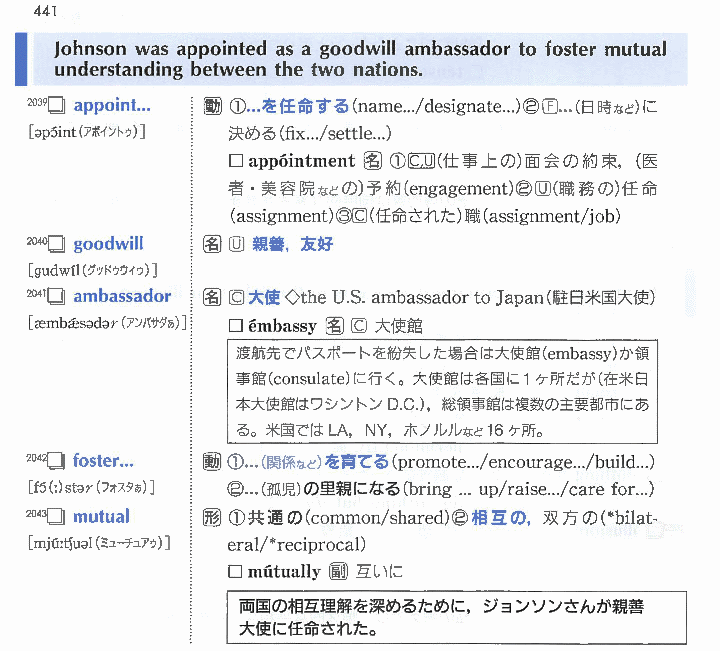 441
Johnson was appointed as a goodwill ambassador to foster mutual
understanding between the two nations.
2039□ appoint...
[əpɔ́int(アポイントゥ)]
動 ①...を任命する(name.../designate...)②F...(日時など)に
決める(fix.../settle...)
□ appóintment 名 ①C,U(仕事上の)面会の約束，(医
者・美容院などの)予約(engagement)②U(職務の)任命
(assignment)③C(任命された)職(assignment/job)
2040□ goodwill
[gudwíl(グッドゥウィゥ)]
名 U 親善，友好
2041□ ambassador
[æmbǽsədər(アンバサダぁ)]
名 C 大使 ◇the U.S. ambassador to Japan(駐日米国大使)
□ émbassy 名 C 大使館
渡航先でパスポートを紛失した場合は大使館(embassy)か領
事館(consulate)に行く。大使館は各国に1ヶ所だが(在米日
本大使館はワシントン D.C.)，総領事館は複数の主要都市にあ
る。米国では LA，NY，ホノルルなど 16 ヶ所。
2042□ foster...
[fɔ́(:)stər(フォスタぁ)]
動 ①...(関係など)を育てる(promote.../encourage.../build...)
②...(孤児)の里親になる(bring ... up/raise.../care for...)
2043□ mutual
[mjú:tʃuəl(ミューチュアゥ)]
形 ①共通の(common/shared)②相互の，双方の(*bilat-
eral/*reciprocal)
□ mútually 副 互いに
両国の相互理解を深めるために，ジョンソンさんが親善
大使に任命された。